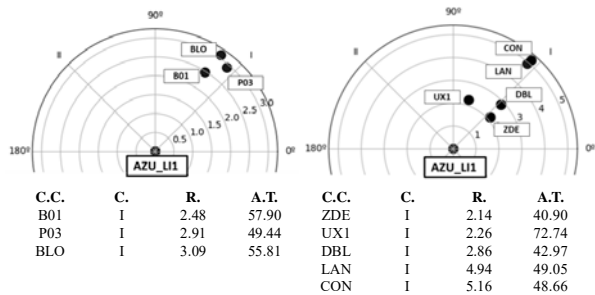 90º
II
I
BLO
B01
P03
0.5 1.0 1.5 2.0 2.5 3.0
180º
0º
AZU_LI1
C.C. C. R. A.T.
B01 I 2.48 57.90
P03 I 2.91 49.44
BLO I 3.09 55.81
90º
II
I
CON
LAN
UX1
DBL
ZDE
1 3 4 5
180º
0º
AZU_LI1
C.C. C. R. A.T.
ZDE I 2.14 40.90
UX1 I 2.26 72.74
DBL I 2.86 42.97
LAN I 4.94 49.05
CON I 5.16 48.66